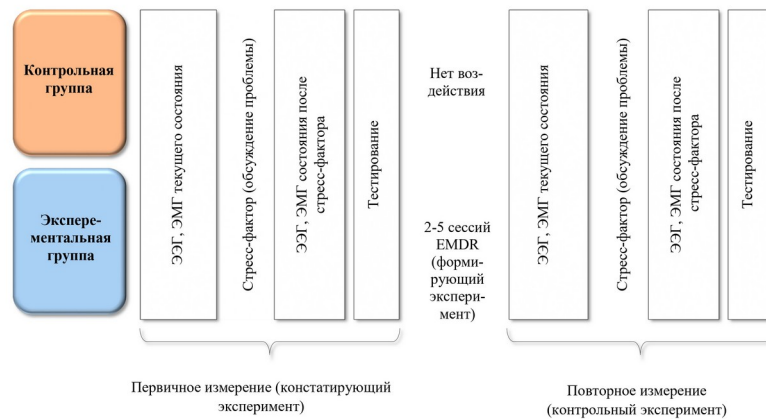 Контрольная
группа
Экспере-
ментальная
группа
ЭЭГ, ЭМГ текущего состояния
Стресс-фактор (обсуждение проблемы)
ЭЭГ, ЭМГ состояния после
стресс-фактора
Тестирование
Нет воз-
действия
2-5 сессий
EMDR
(форми-
рующий
экспери-
мент)
ЭЭГ, ЭМГ текущего состояния
Стресс-фактор (обсуждение проблемы)
ЭЭГ, ЭМГ состояния после
стресс-фактора
Тестирование
Первичное измерение (констатирующий
эксперимент)
Повторное измерение
(контрольный эксперимент)